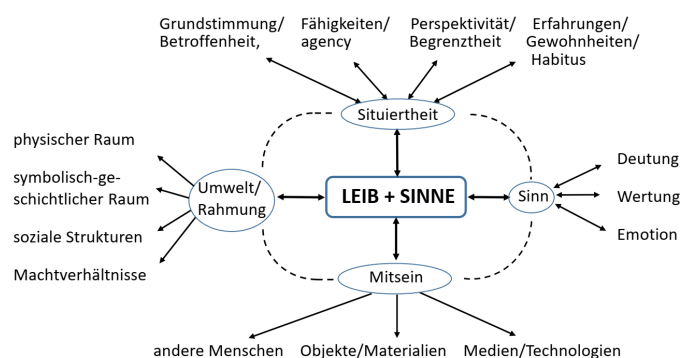 Grundstimmung/
Betroffenheit,
Fähigkeiten/
agency
Perspektivität/
Begrenztheit
Erfahrungen/
Gewohnheiten/
Habitus
Situiertheit
physischer Raum
symbolisch-ge-
schichtlicher Raum
soziale Strukturen
Machtverhältnisse
Umwelt/
Rahmung
LEIB + SINNE
Sinn
Deutung
Wertung
Emotion
Mitsein
andere Menschen
Objekte/Materialien
Medien/Technologien